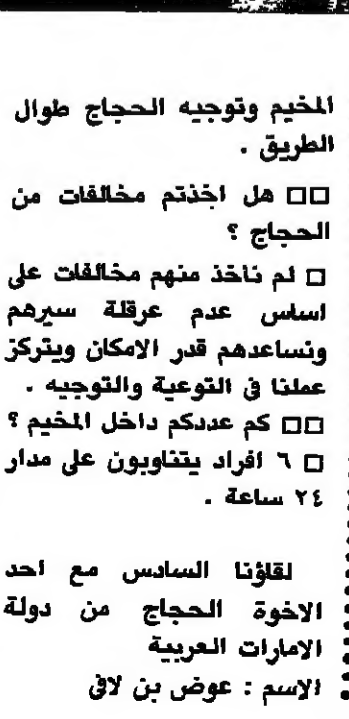 المخيم وتوجيه الحجاج طوال
الطريق .
□□ هل اخذتم مخالفات من
الحجاج ؟
□ لم ناخذ منهم مخالفات على
اساس عدم عرقلة سيرهم
ونساعدهم قدر الامكان ويتركز
عملنا في التوعية والتوجيه .
□□ كم عددكم داخل المخيم ؟
□ ٦ افراد يتناوبون على مدار
٢٤ ساعة .
لقاؤنا السادس مع احد
الاخوة الحجاج من دولة
الامارات العربية
الإسم : عوض بن لافي